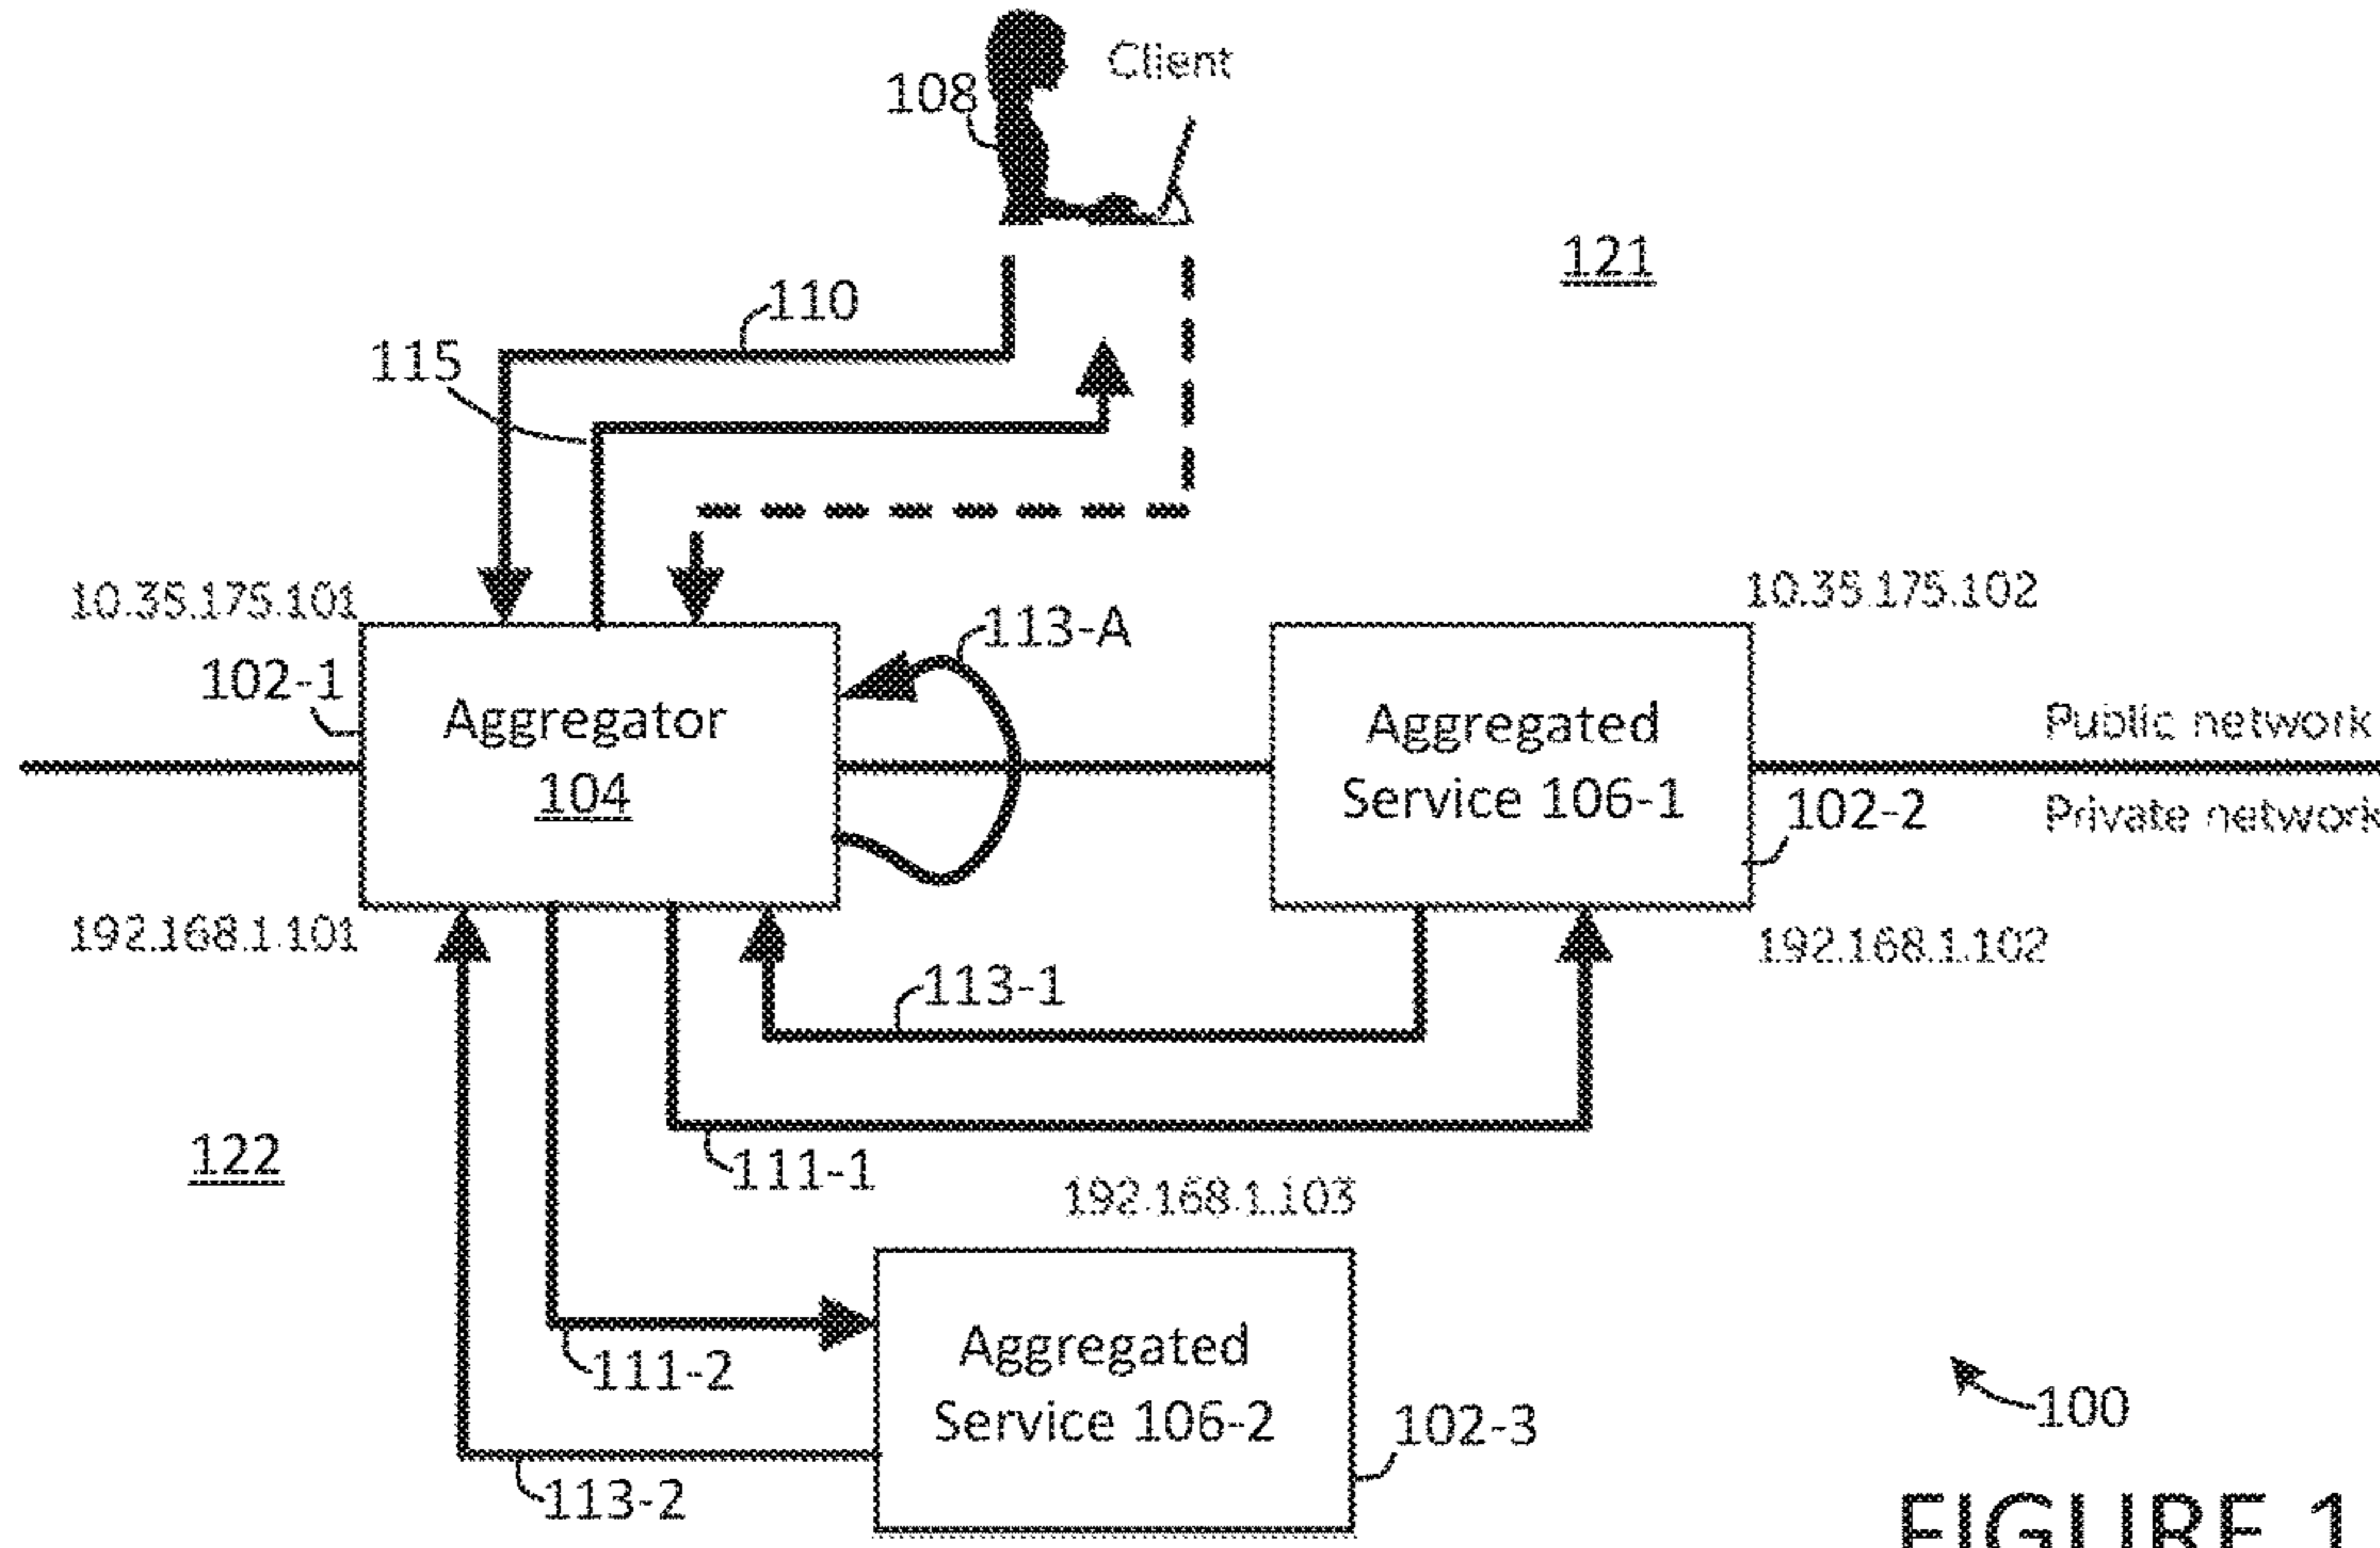 Client
108
121
110
115
10.35.175.101
10.35.175.102
113-A
102-1
Aggregator
104
Aggregated
Service 106-1
Public network
Private network
102-2
192.168.1.101
192.168.1.102
113-1
122
111-1
192.168.1.103
111-2
Aggregated
Service 106-2
102-3
100
113-2
FIGURE 1